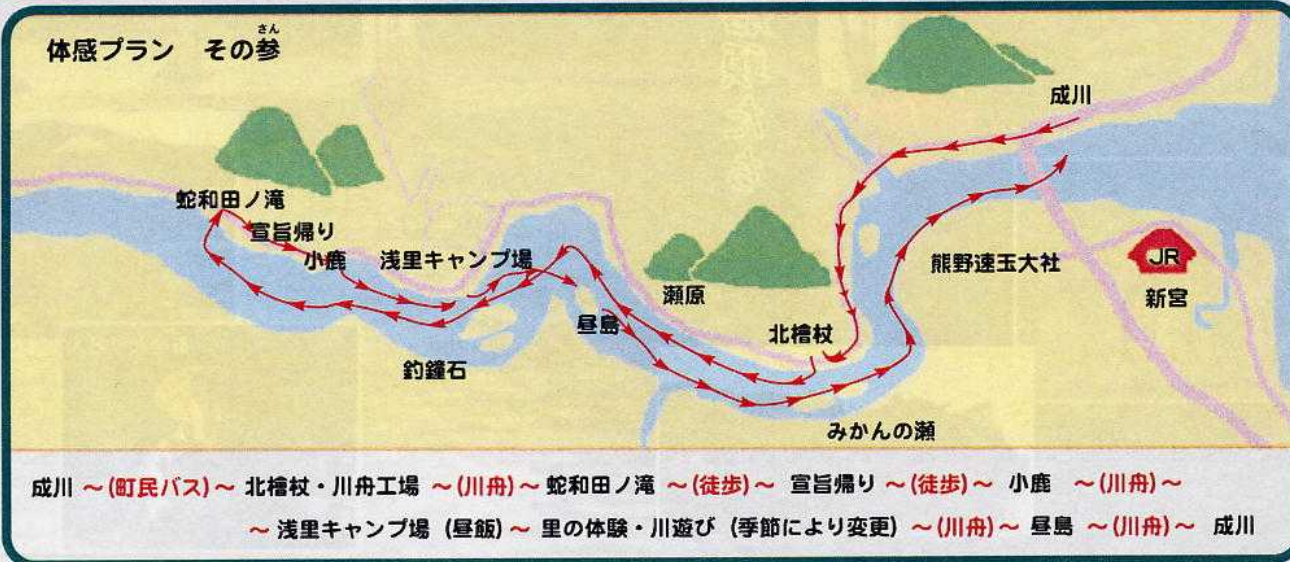 さん
体感プラン その参
成川
蛇和田ノ滝
宣旨帰り
小鹿
浅里キャンプ場
瀬原
昼島
北檜杖
熊野速玉大社
JR
新宮
釣鐘石
みかんの瀬
成川 ～(町民バス)～ 北檜杖・川舟工場 ～(川舟)～ 蛇和田ノ滝 ～(徒歩)～ 宣旨帰り ～(徒歩)～ 小鹿 ～(川舟)～
～ 浅里キャンプ場 (昼飯) ～ 里の体験・川遊び (季節により変更) ～(川舟)～ 昼島 ～(川舟)～ 成川